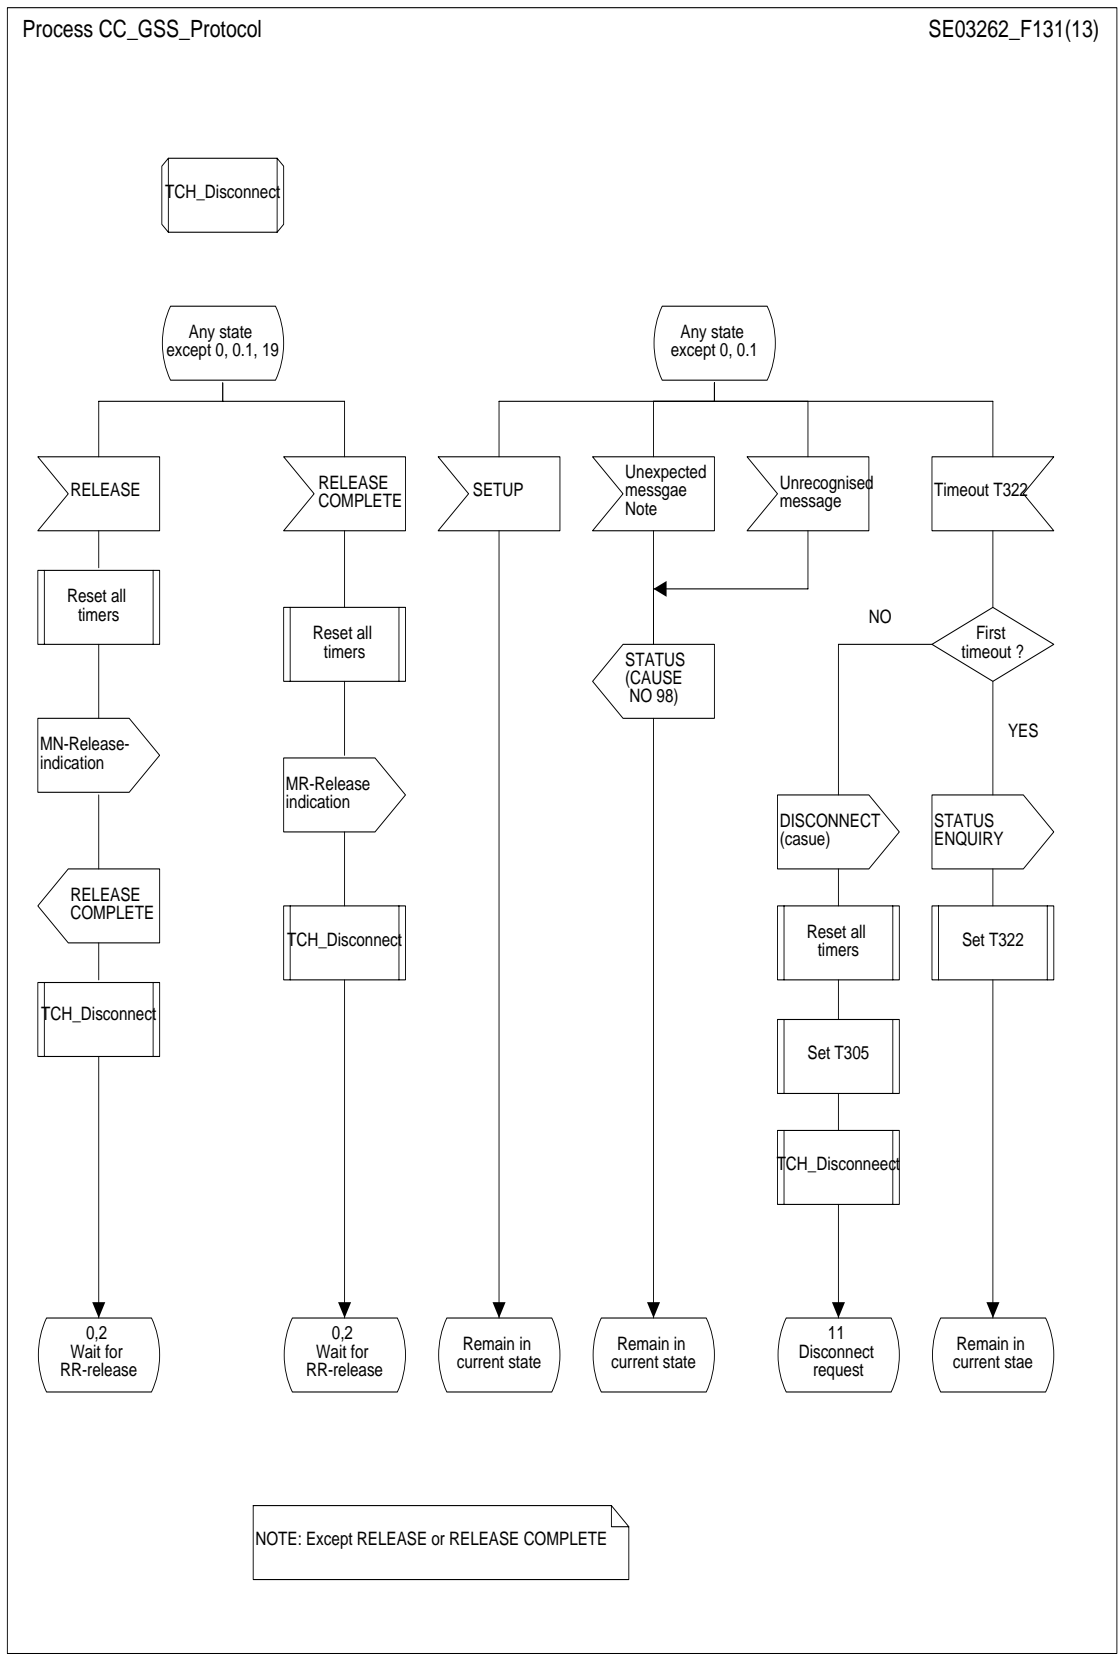 Process CC_GSS_Protocol
SE03262_F131(13)
TCH_Disconnect
Any state
except 0, 0.1, 19
Any state
except 0, 0.1
RELEASE
RELEASE
COMPLETE
SETUP
Unexpected
messgae
Note
Unrecognised
message
Timeout T322
Reset all
timers
Reset all
timers
NO
First
timeout ?
STATUS
(CAUSE
NO 98)
YES
MN-Release-
indication
MR-Release
indication
DISCONNECT
(casue)
STATUS
ENQUIRY
RELEASE
COMPLETE
TCH_Disconnect
Reset all
timers
Set T322
TCH_Disconnect
Set T305
TCH_Disconneect
0,2
Wait for
RR-release
0,2
Wait for
RR-release
Remain in
current state
Remain in
current state
11
Disconnect
request
Remain in
current stae
NOTE: Except RELEASE or RELEASE COMPLETE